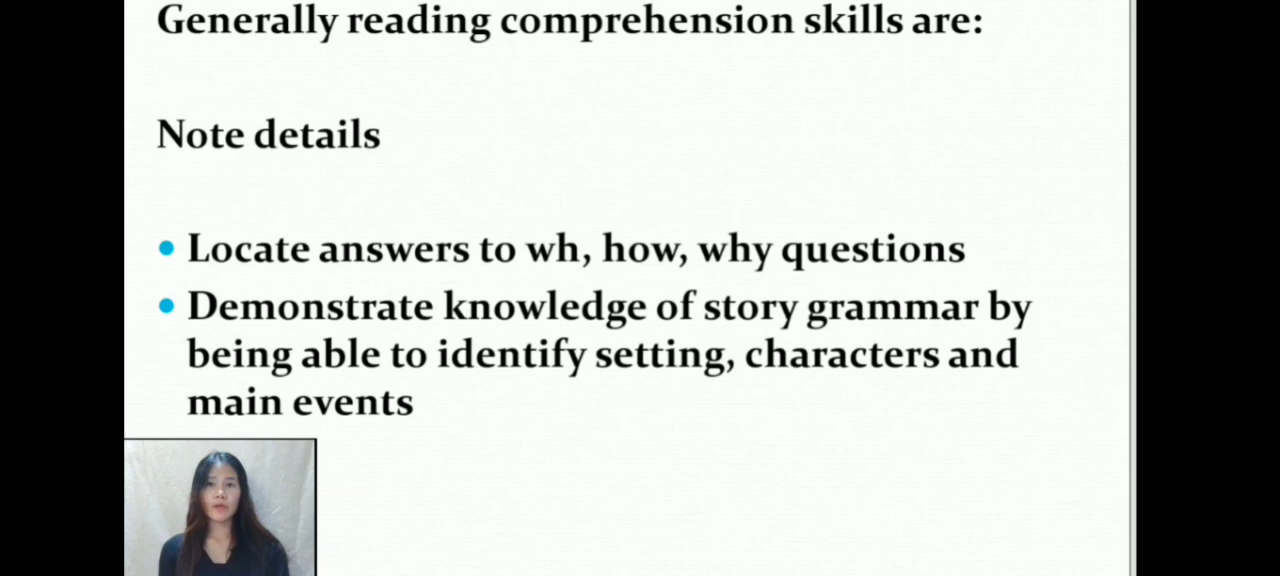 Generally reading comprehension skills are:
Note details
• Locate answers to wh, how, why questions
• Demonstrate knowledge of story grammar by
being able to identify setting, characters and
main events